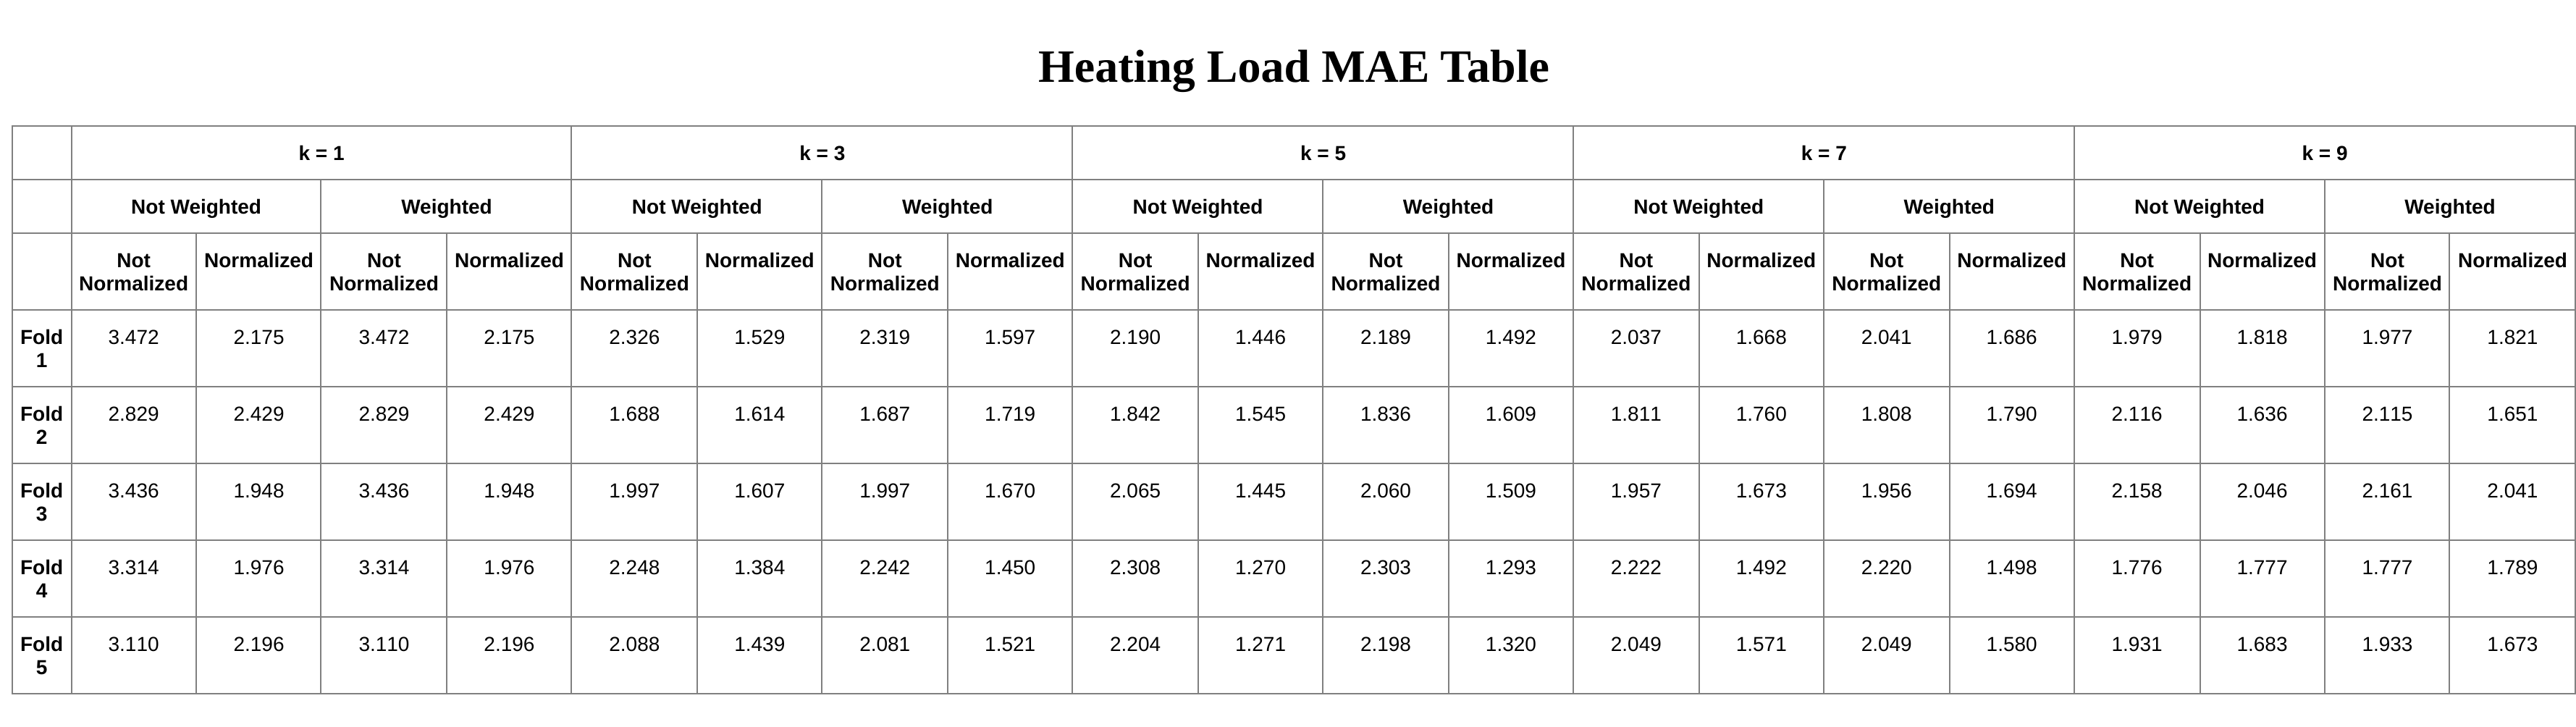 Heating Load MAE Table
k = 1 k = 3 k = 5 k = 7 k = 9
Not Weighted Weighted Not Weighted Weighted Not Weighted Weighted Not Weighted Weighted Not Weighted Weighted
Not Normalized Not Normalized Not Normalized Not Normalized Not Normalized Not Normalized Not Normalized Not Normalized Not Normalized Not Normalized
Normalized Normalized Normalized Normalized Normalized Normalized Normalized Normalized Normalized Normalized
Fold 3.472 2.175 3.472 2.175 2.326 1.529 2.319 1.597 2.190 1.446 2.189 1.492 2.037 1.668 2.041 1.686 1.979 1.818 1.977 1.821
1
Fold 2.829 2.429 2.829 2.429 1.688 1.614 1.687 1.719 1.842 1.545 1.836 1.609 1.811 1.760 1.808 1.790 2.116 1.636 2.115 1.651
2
Fold 3.436 1.948 3.436 1.948 1.997 1.607 1.997 1.670 2.065 1.445 2.060 1.509 1.957 1.673 1.956 1.694 2.158 2.046 2.161 2.041
3
Fold 3.314 1.976 3.314 1.976 2.248 1.384 2.242 1.450 2.308 1.270 2.303 1.293 2.222 1.492 2.220 1.498 1.776 1.777 1.777 1.789
4
Fold 3.110 2.196 3.110 2.196 2.088 1.439 2.081 1.521 2.204 1.271 2.198 1.320 2.049 1.571 2.049 1.580 1.931 1.683 1.933 1.673
5